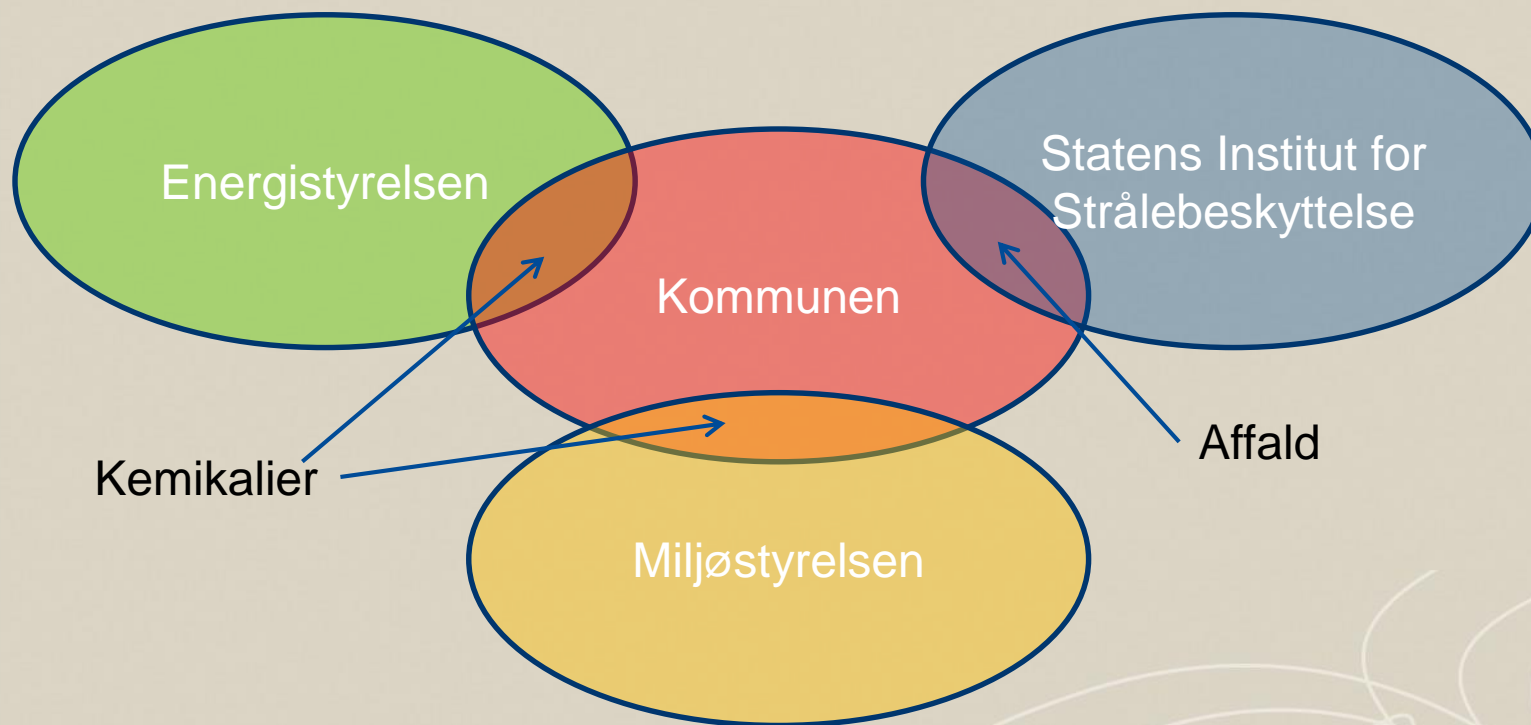 Energistyrelsen
Statens Institut for
Strålebeskyttelse
Kommunen
Kemikalier
Affald
Miljøstyrelsen